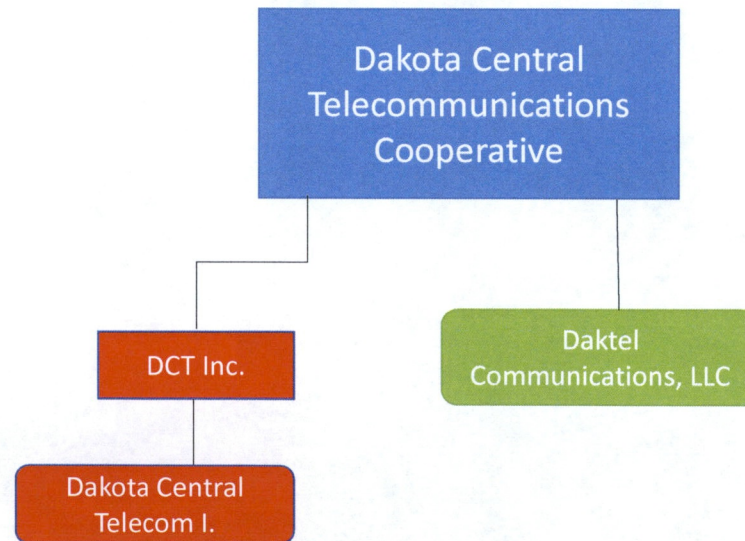 Dakota Central
Telecommunications
Cooperative
DCT Inc.
Daktel
Communications, LLC
Dakota Central
Telecom I.